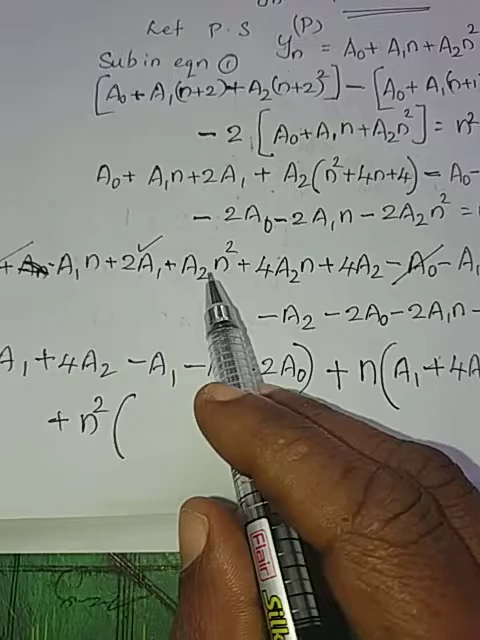 Let P.S y_n^(P) = A₀ + A₁n + A₂n²
Sub in eqn ①
[A₀ + A₁(n+2) + A₂(n+2)²] - [A₀ + A₁(n+1
- 2 [A₀ + A₁n + A₂n²] = n²
A₀ + A₁n + 2A₁ + A₂(n²+4n+4) - A₀ -
- 2A₀ - 2A₁n - 2A₂n² =
A₁n + 2A₁ + A₂n² + 4A₂n + 4A₂ - A₀ - A₁
- A₂ - 2A₀ - 2A₁n -
A₁ + 4A₂ - A₁ - 2A₀) + n(A₁ + 4A
+ n²(
Flair
Silk